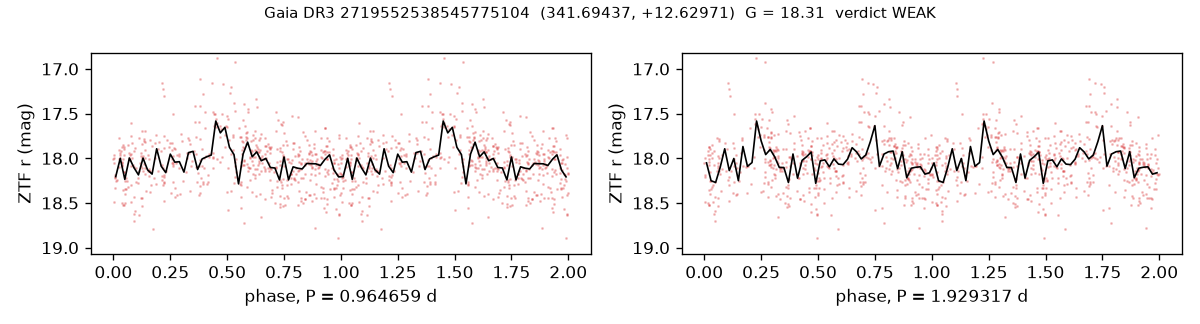 Gaia DR3 2719552538545775104 (341.69437, +12.62971) G = 18.31 verdict WEAK
ZTF r (mag)
17.0
17.5
18.0
18.5
19.0
0.00 0.25 0.50 0.75 1.00 1.25 1.50 1.75 2.00
phase, P = 0.964659 d
ZTF r (mag)
17.0
17.5
18.0
18.5
19.0
0.00 0.25 0.50 0.75 1.00 1.25 1.50 1.75 2.00
phase, P = 1.929317 d